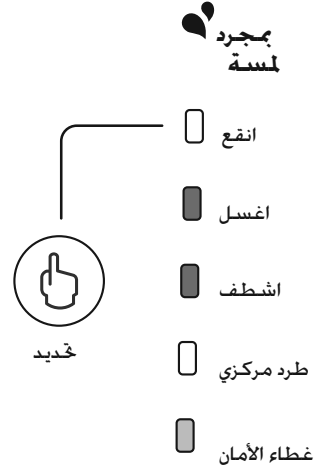 بمجرد
لمسة
انقع
اغسل
اشطف
تحديد
طرد مركزي
غطاء الأمان